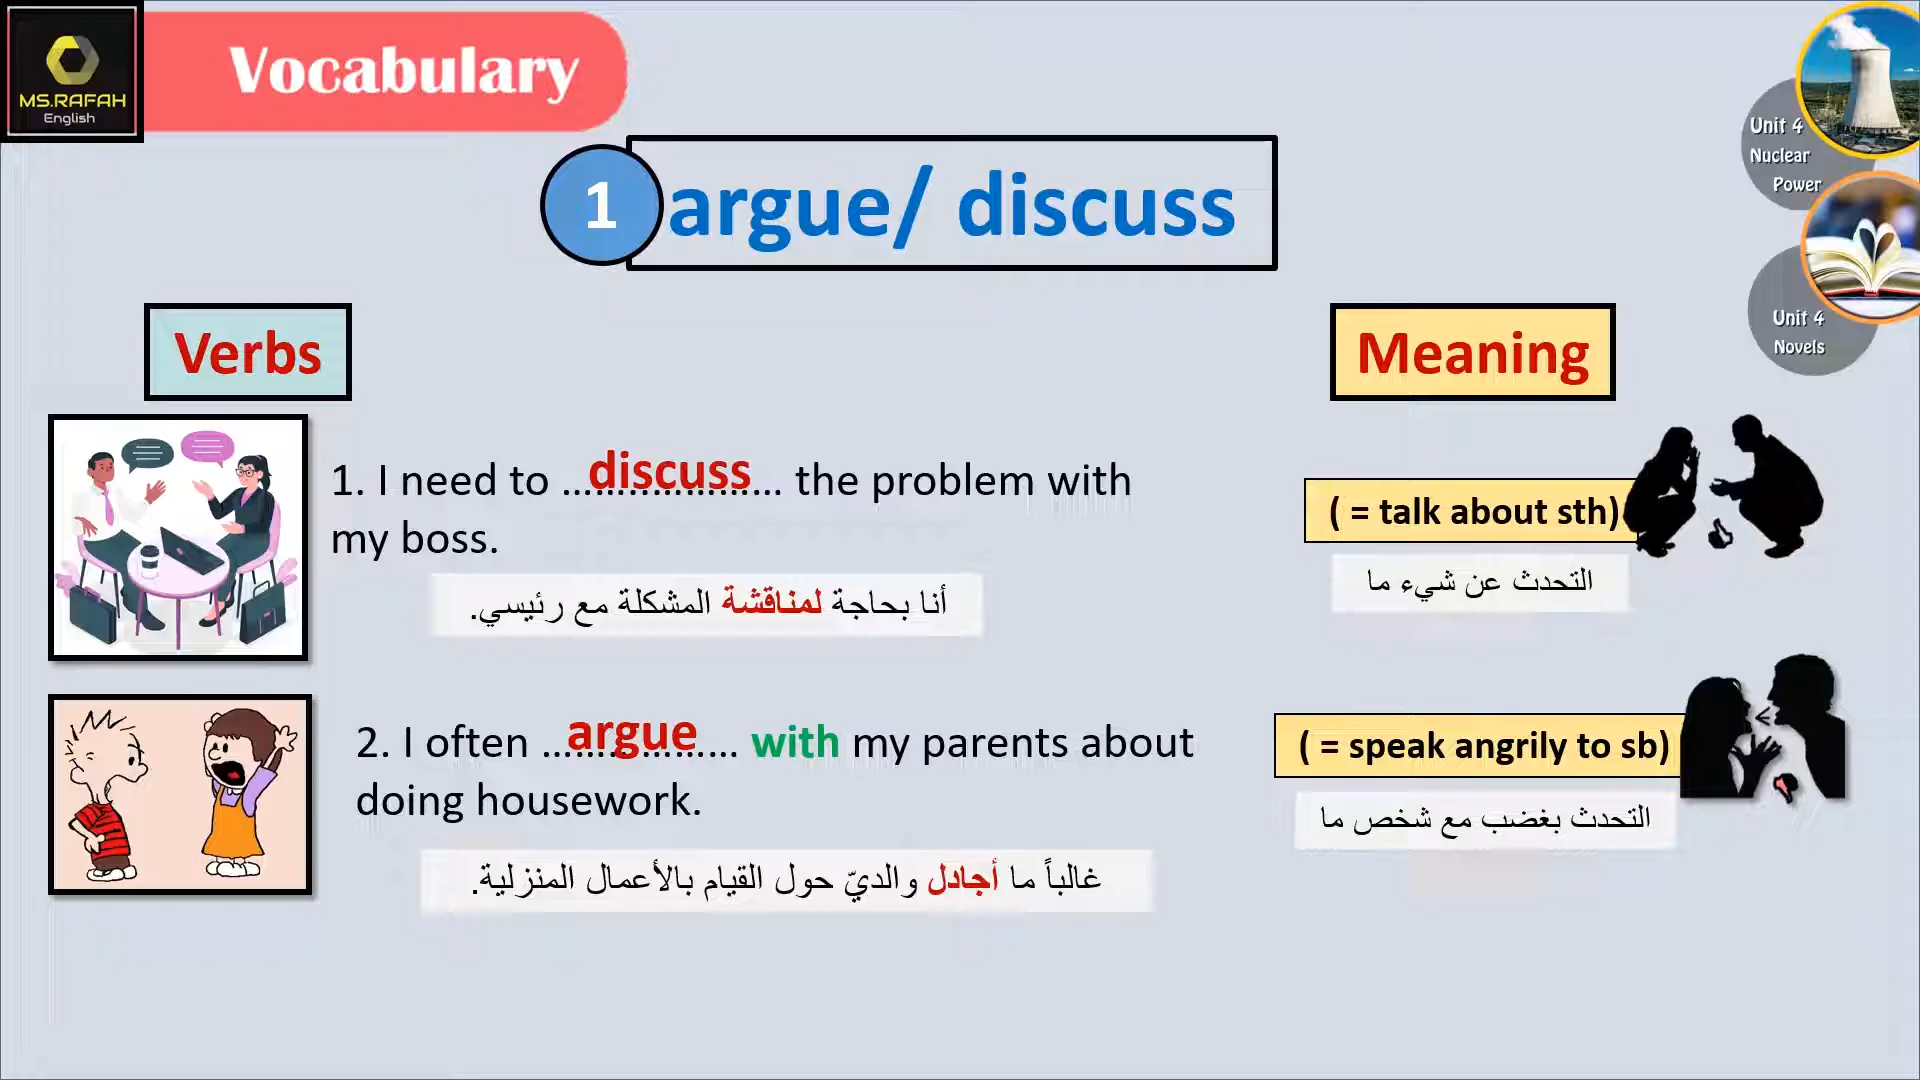 MS.RAFAH
English
Vocabulary
Unit 4
Nuclear
Power
1 argue/ discuss
Unit 4
Novels
Verbs
Meaning
1. I need to ...discuss... the problem with
my boss.
( = talk about sth)
التحدث عن شيء ما
أنا بحاجة لمناقشة المشكلة مع رئيسي.
2. I often ...argue... with my parents about
doing housework.
( = speak angrily to sb)
التحدث بغضب مع شخص ما
غالباً ما أجادل والديّ حول القيام بالأعمال المنزلية.